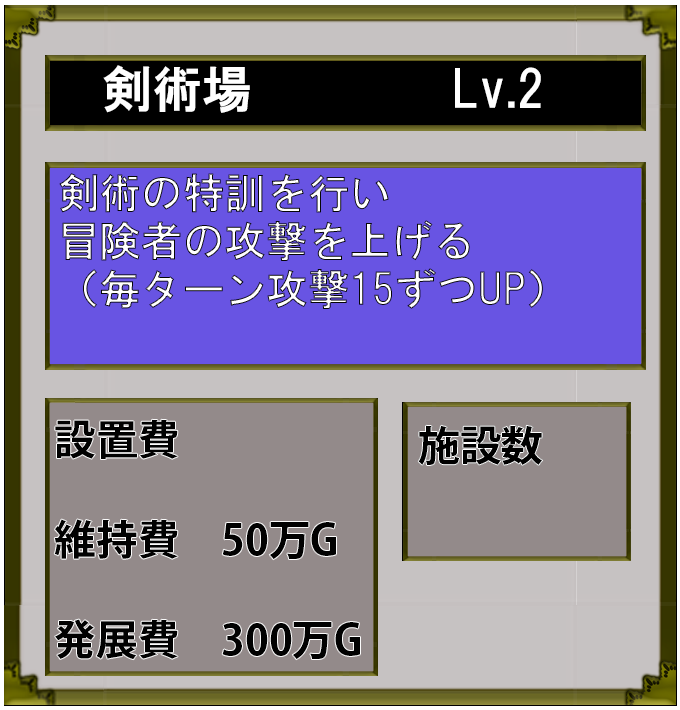 剣術場 Lv.2
剣術の特訓を行い
冒険者の攻撃を上げる
（毎ターン攻撃15ずつUP）
設置費
維持費 50万G
発展費 300万G
施設数